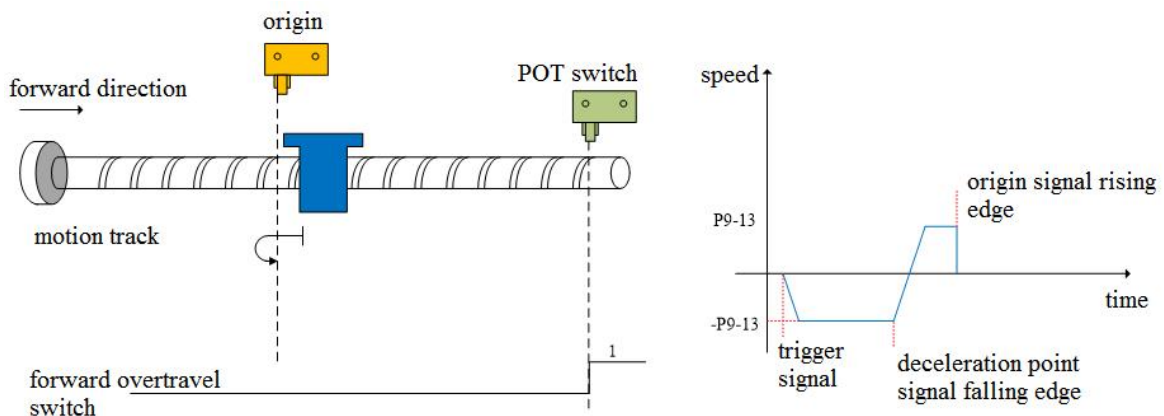 origin
POT switch
forward direction
motion track
1
forward overtravel
switch
speed
P9-13
-P9-13
origin signal rising
edge
time
trigger
signal
deceleration point
signal falling edge